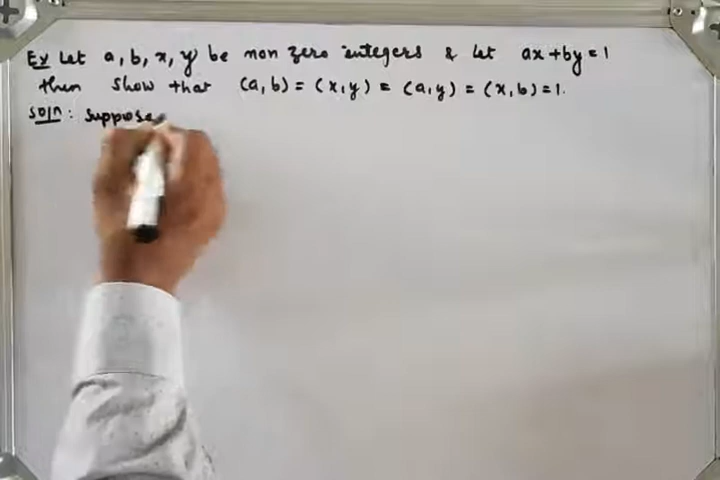 Ex Let a, b, x, y be non zero integers & let ax+by=1
then show that (a,b) = (x,y) = (a,y) = (x,b) = 1.
Soln: Suppose